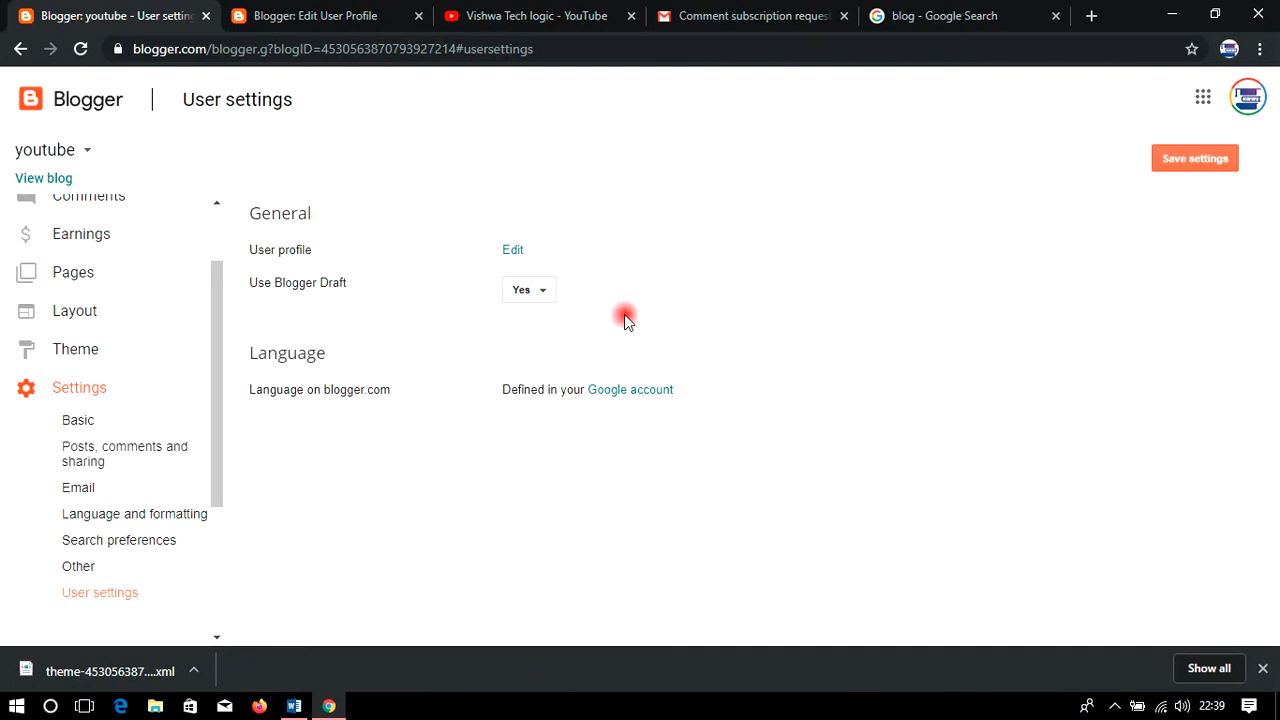 Blogger: youtube - User settin
Blogger: Edit User Profile
Vishwa Tech logic - YouTube
Comment subscription request
blog - Google Search
blogger.com/blogger.g?blogID=4530563870793927214#usersettings
Blogger
User settings
youtube
Save settings
View blog
Comments
Earnings
Pages
Layout
Theme
Settings
Basic
Posts, comments and
sharing
Email
Language and formatting
Search preferences
Other
User settings
General
User profile Edit
Use Blogger Draft Yes
Language
Language on blogger.com Defined in your Google account
theme-453056387....xml
Show all
22:39